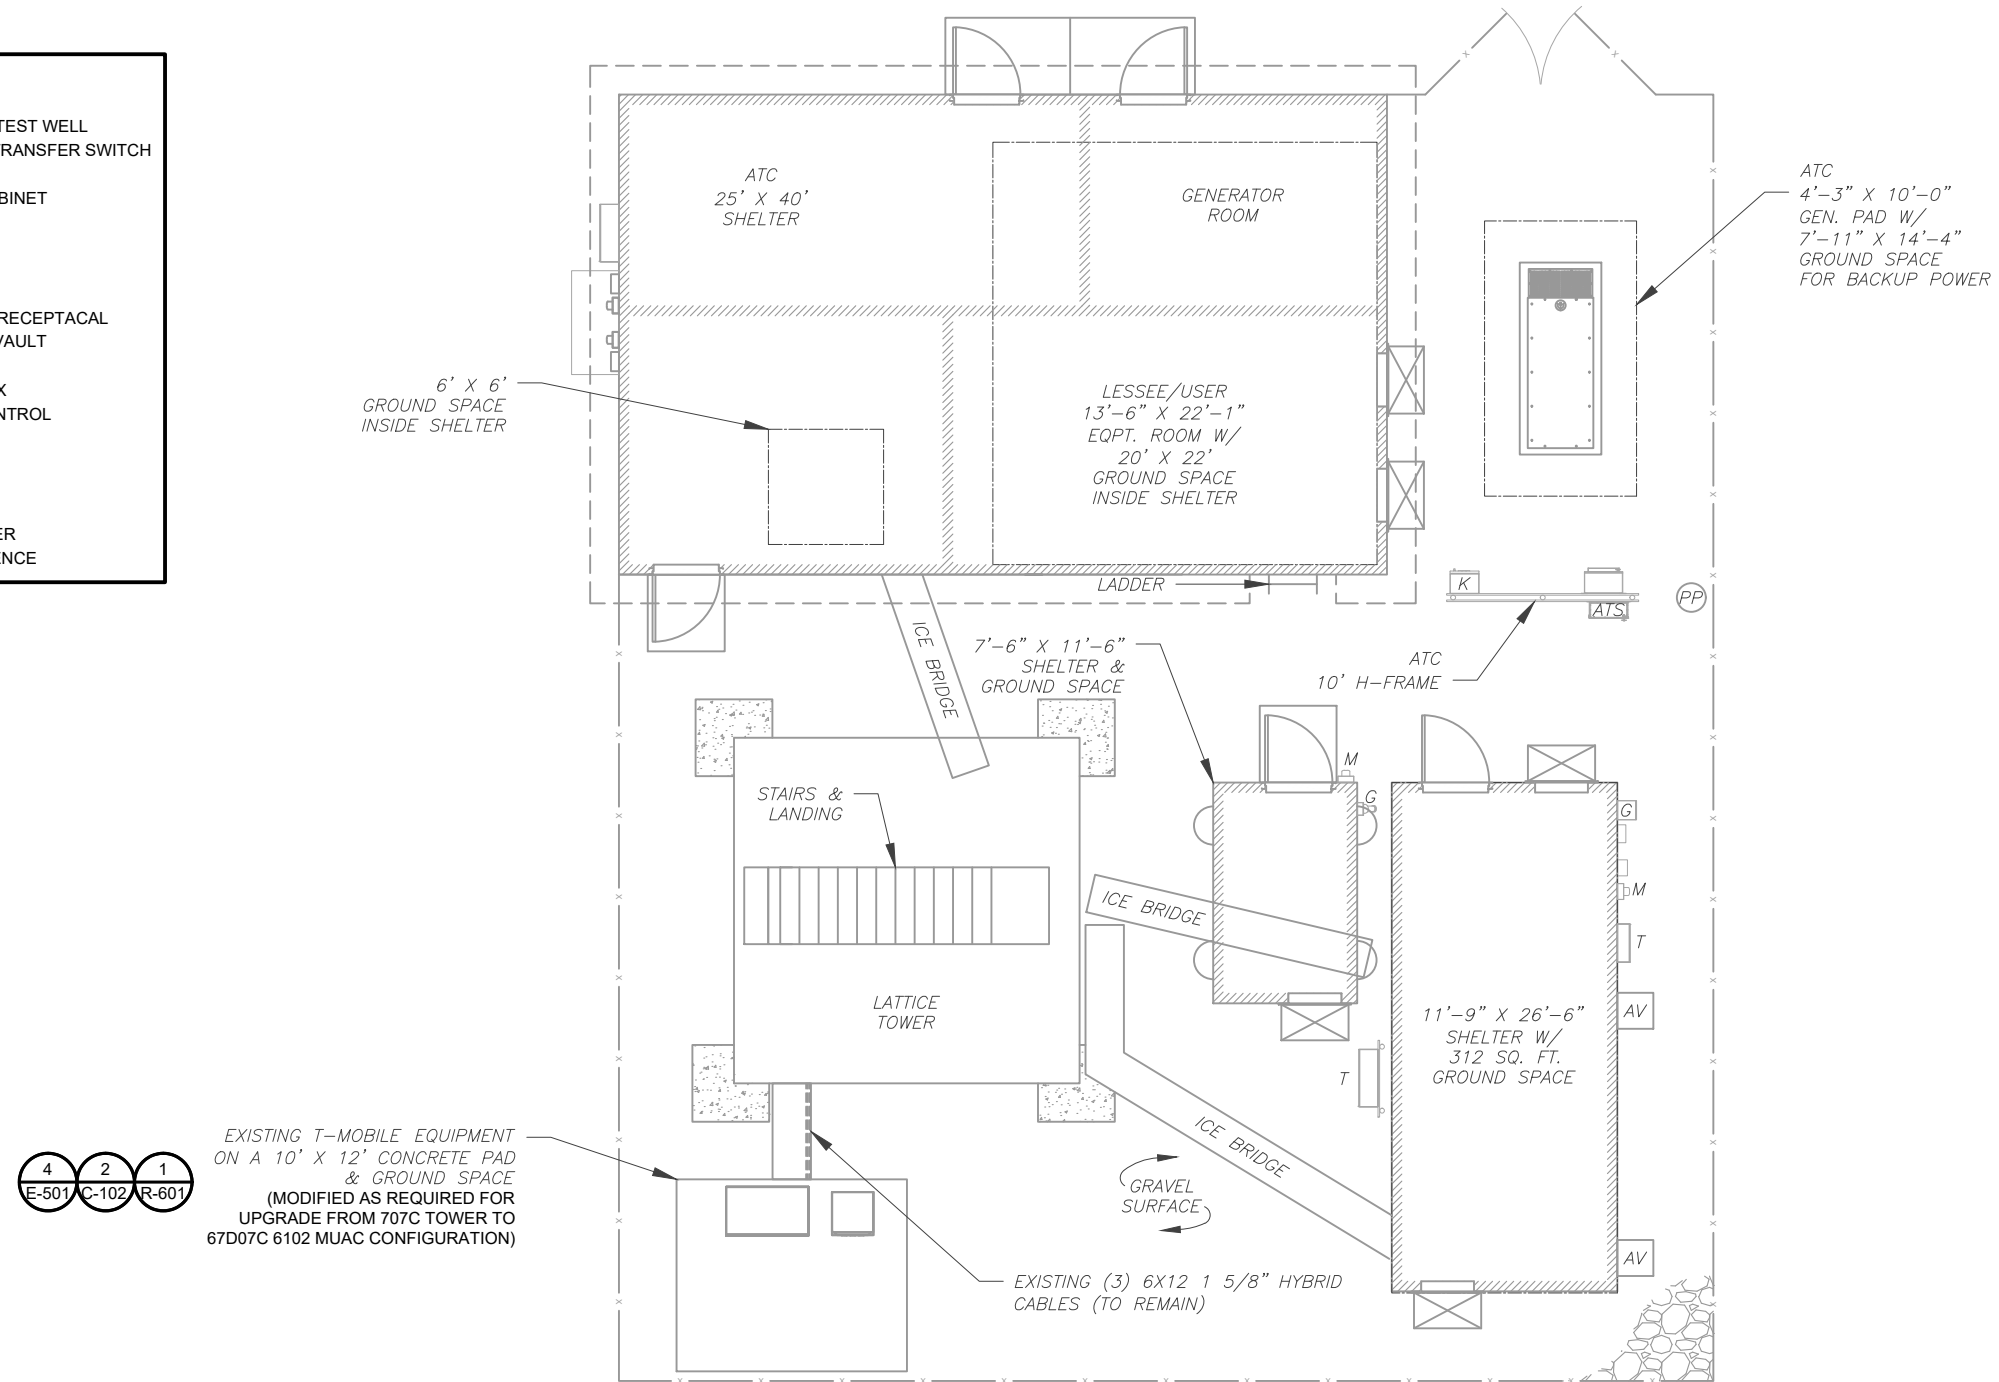 TEST WELL
TRANSFER SWITCH
BINET
RECEPTACAL
VAULT
X
NTROL
ER
ENCE
ATC
25' X 40'
SHELTER
GENERATOR
ROOM
ATC
4'-3" X 10'-0"
GEN. PAD W/
7'-11" X 14'-4"
GROUND SPACE
FOR BACKUP POWER
6' X 6'
GROUND SPACE
INSIDE SHELTER
LESSEE/USER
13'-6" X 22'-1"
EQPT. ROOM W/
20' X 22'
GROUND SPACE
INSIDE SHELTER
LADDER
K
ATS
PP
ATC
10' H-FRAME
ICE BRIDGE
7'-6" X 11'-6"
SHELTER &
GROUND SPACE
M
G
G
M
T
AV
STAIRS &
LANDING
ICE BRIDGE
LATTICE
TOWER
11'-9" X 26'-6"
SHELTER W/
312 SQ. FT.
GROUND SPACE
T
ICE BRIDGE
GRAVEL
SURFACE
AV
4
E-501
2
C-102
1
R-601
EXISTING T-MOBILE EQUIPMENT
ON A 10' X 12' CONCRETE PAD
& GROUND SPACE
(MODIFIED AS REQUIRED FOR
UPGRADE FROM 707C TOWER TO
67D07C 6102 MUAC CONFIGURATION)
EXISTING (3) 6X12 1 5/8" HYBRID
CABLES (TO REMAIN)